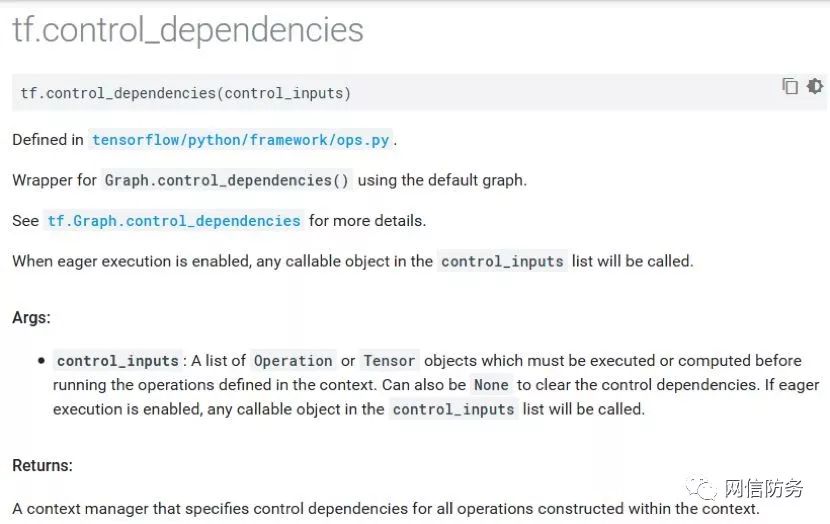 tf.control_dependencies
tf.control_dependencies(control_inputs)
Defined in tensorflow/python/framework/ops.py.
Wrapper for Graph.control_dependencies() using the default graph.
See tf.Graph.control_dependencies for more details.
When eager execution is enabled, any callable object in the control_inputs list will be called.
Args:
• control_inputs: A list of Operation or Tensor objects which must be executed or computed before
running the operations defined in the context. Can also be None to clear the control dependencies. If eager
execution is enabled, any callable object in the control_inputs list will be called.
Returns:
网信防务
A context manager that specifies control dependencies for all operations constructed within the context.